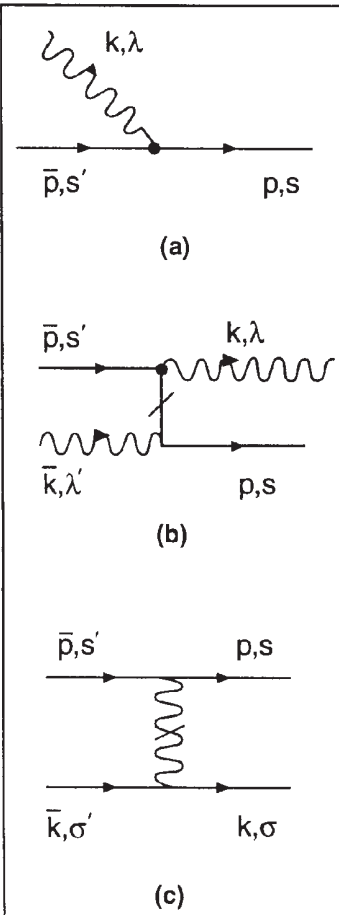 k,λ
p̄,s′ p,s
(a)
p̄,s′ k,λ
k̄,λ′ p,s
(b)
p̄,s′ p,s
k̄,σ′ k,σ
(c)